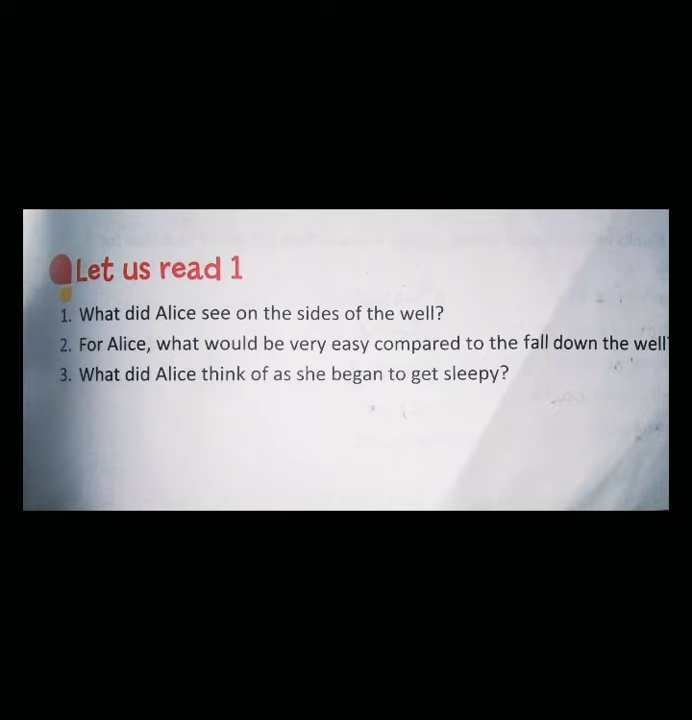 Let us read 1
1. What did Alice see on the sides of the well?
2. For Alice, what would be very easy compared to the fall down the well
3. What did Alice think of as she began to get sleepy?